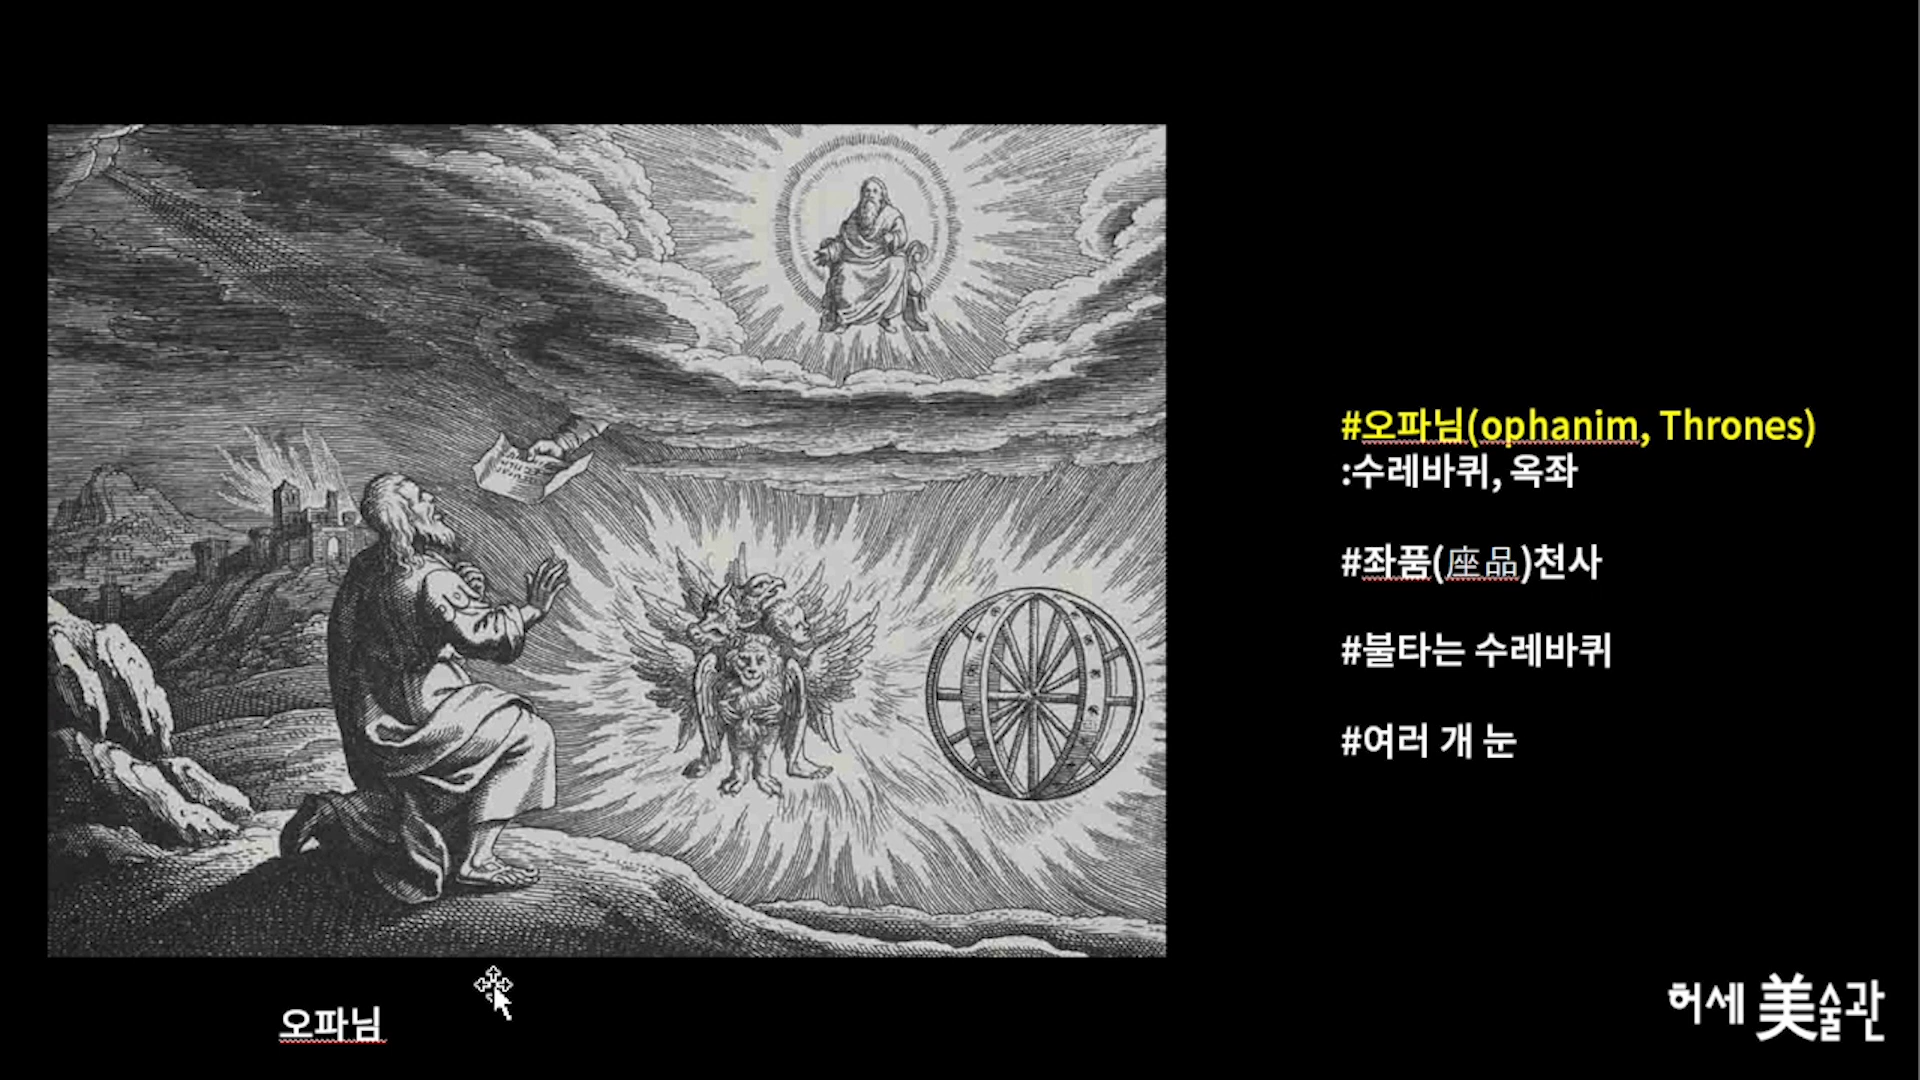 #오파님(ophanim, Thrones)
:수레바퀴, 옥좌
#좌품(座品)천사
#불타는 수레바퀴
#여러 개 눈
오파님
허세 美술관